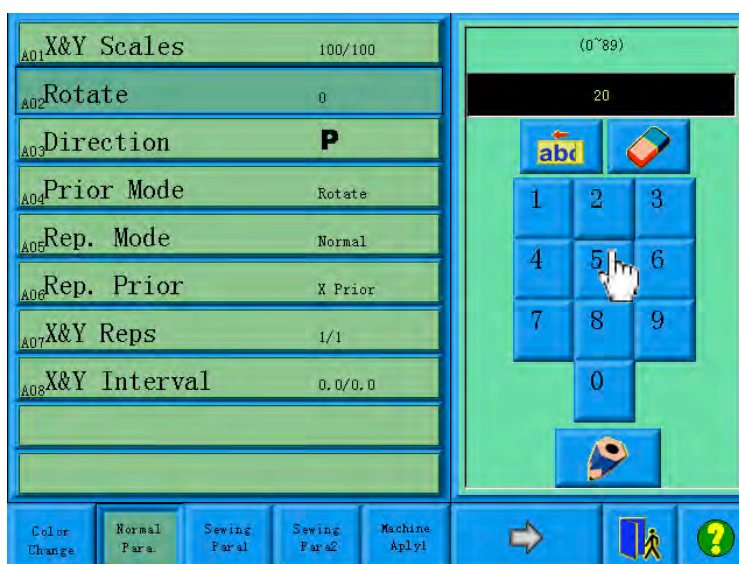 A01X&Y Scales 100/100
A02Rotate 0
A03Direction P
A04Prior Mode Rotate
A05Rep. Mode Normal
A06Rep. Prior X Prior
A07X&Y Reps 1/1
A08X&Y Interval 0.0/0.0
(0~89)
20
abc
1 2 3
4 5 6
7 8 9
0
Color Change
Normal Para.
Sewing Para1
Sewing Para2
Machine Aply1
?